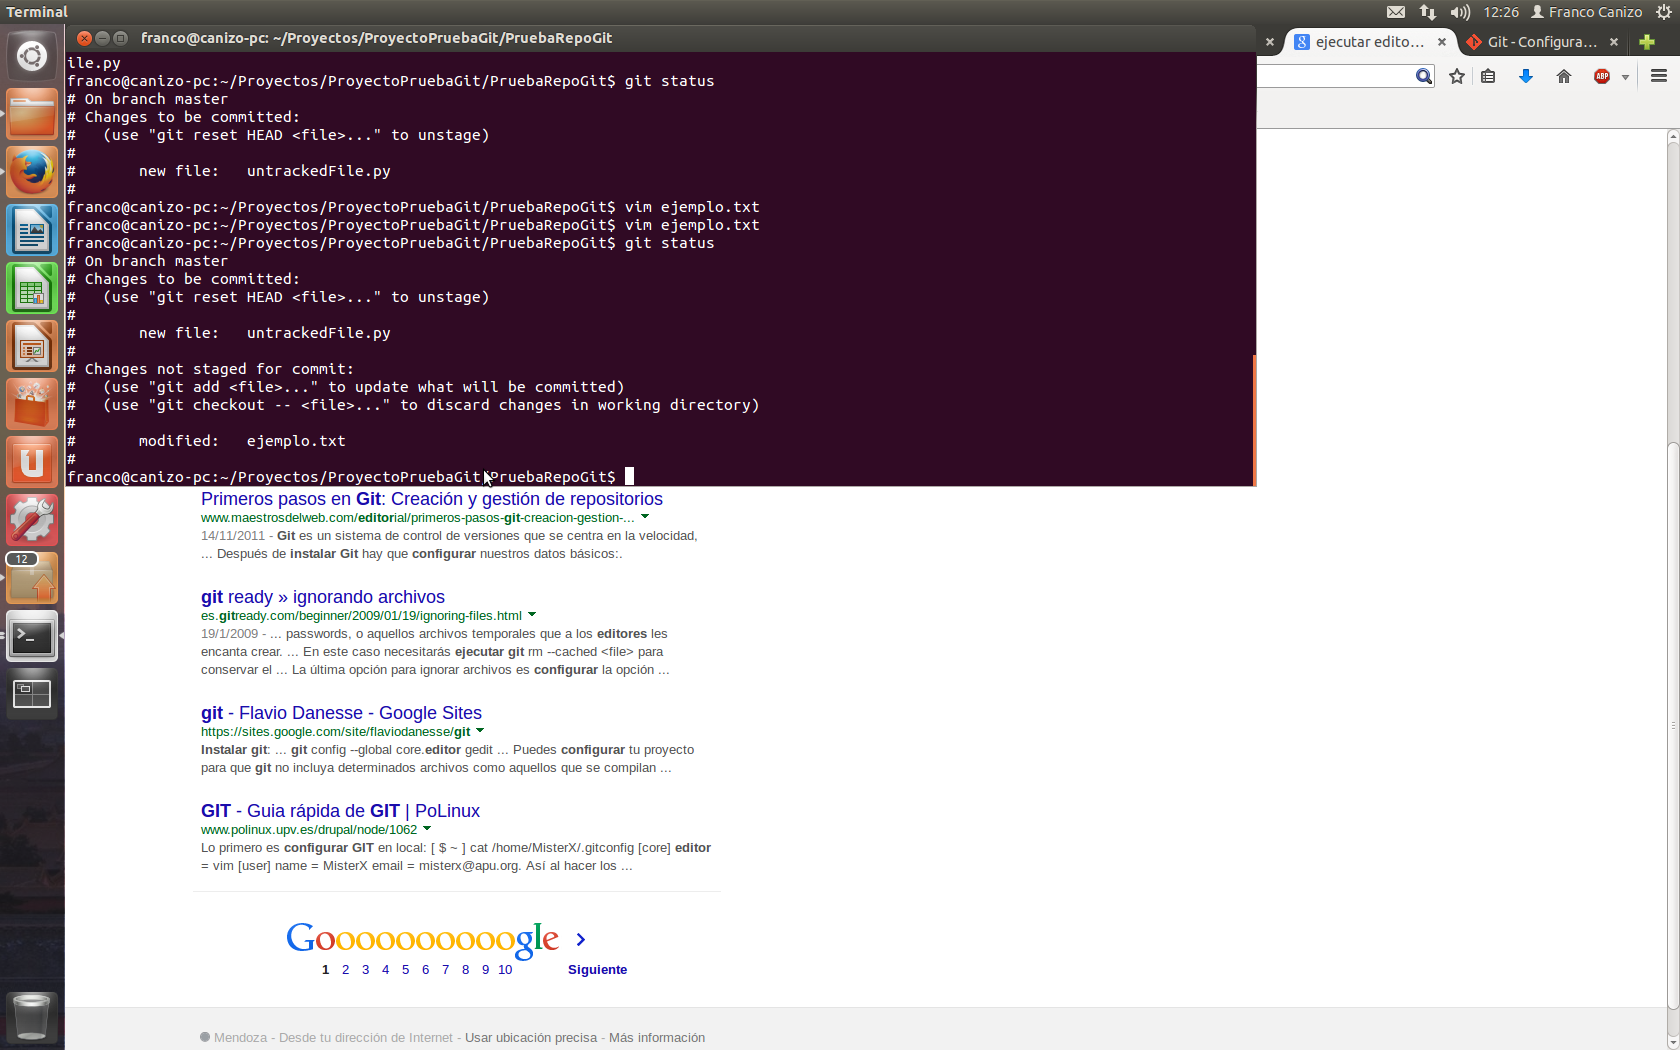 Terminal
12:26 Franco Canizo
franco@canizo-pc: ~/Proyectos/ProyectoPruebaGit/PruebaRepoGit
ejecutar edito...
Git - Configura...
ABP
ile.py
franco@canizo-pc:~/Proyectos/ProyectoPruebaGit/PruebaRepoGit$ git status
# On branch master
# Changes to be committed:
#   (use "git reset HEAD <file>..." to unstage)
#
#       new file:   untrackedFile.py
#
franco@canizo-pc:~/Proyectos/ProyectoPruebaGit/PruebaRepoGit$ vim ejemplo.txt
franco@canizo-pc:~/Proyectos/ProyectoPruebaGit/PruebaRepoGit$ vim ejemplo.txt
franco@canizo-pc:~/Proyectos/ProyectoPruebaGit/PruebaRepoGit$ git status
# On branch master
# Changes to be committed:
#   (use "git reset HEAD <file>..." to unstage)
#
#       new file:   untrackedFile.py
#
# Changes not staged for commit:
#   (use "git add <file>..." to update what will be committed)
#   (use "git checkout -- <file>..." to discard changes in working directory)
#
#       modified:   ejemplo.txt
#
franco@canizo-pc:~/Proyectos/ProyectoPruebaGit/PruebaRepoGit$
12
Primeros pasos en Git: Creación y gestión de repositorios
www.maestrosdelweb.com/editorial/primeros-pasos-git-creacion-gestion-...
14/11/2011 - Git es un sistema de control de versiones que se centra en la velocidad,
... Después de instalar Git hay que configurar nuestros datos básicos:.
git ready » ignorando archivos
es.gitready.com/beginner/2009/01/19/ignoring-files.html
19/1/2009 - ... passwords, o aquellos archivos temporales que a los editores les
encanta crear. ... En este caso necesitarás ejecutar git rm --cached <file> para
conservar el ... La última opción para ignorar archivos es configurar la opción ...
git - Flavio Danesse - Google Sites
https://sites.google.com/site/flaviodanesse/git
Instalar git: ... git config --global core.editor gedit ... Puedes configurar tu proyecto
para que git no incluya determinados archivos como aquellos que se compilan ...
GIT - Guia rápida de GIT | PoLinux
www.polinux.upv.es/drupal/node/1062
Lo primero es configurar GIT en local: [ $ ~ ] cat /home/MisterX/.gitconfig [core] editor
= vim [user] name = MisterX email = misterx@apu.org. Así al hacer los ...
Goooooooooogle
1 2 3 4 5 6 7 8 9 10 Siguiente
Mendoza - Desde tu dirección de Internet - Usar ubicación precisa - Más información